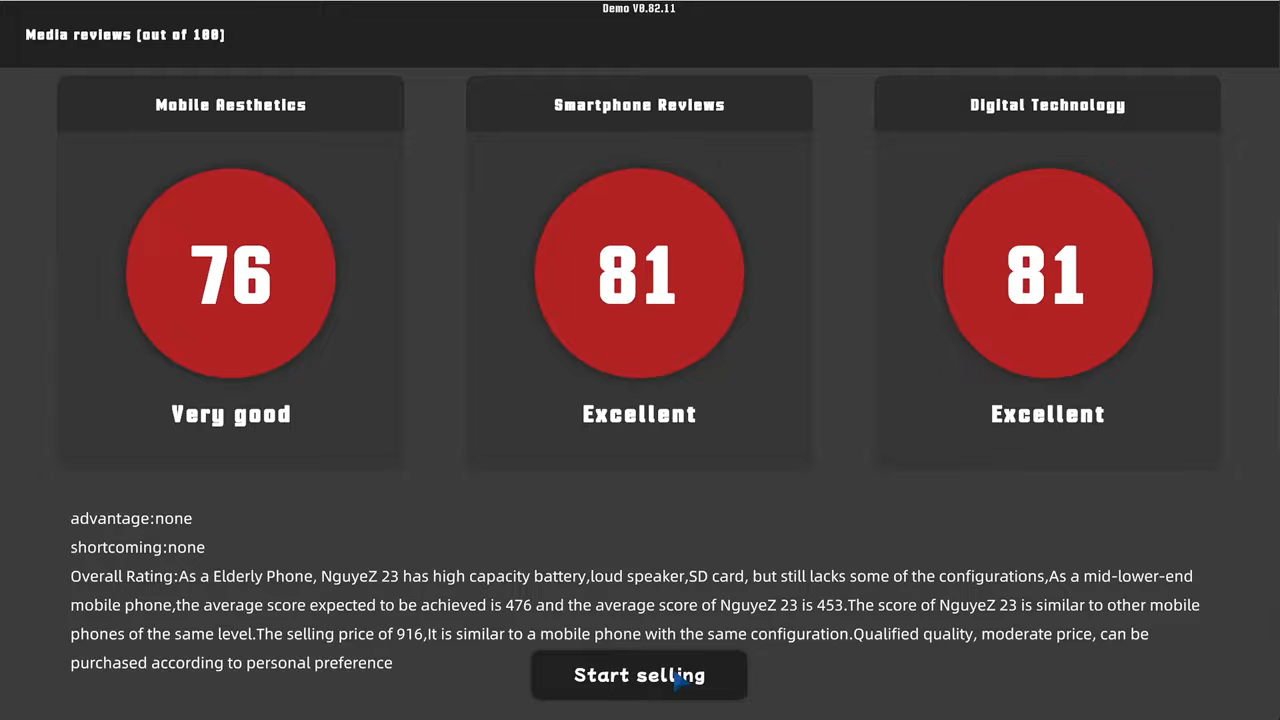 Demo V0.82.11
Media reviews (out of 100)
Mobile Aesthetics
Smartphone Reviews
Digital Technology
76
81
81
Very good
Excellent
Excellent
advantage:none
shortcoming:none
Overall Rating:As a Elderly Phone, NguyeZ 23 has high capacity battery,loud speaker,SD card, but still lacks some of the configurations,As a mid-lower-end
mobile phone,the average score expected to be achieved is 476 and the average score of NguyeZ 23 is 453.The score of NguyeZ 23 is similar to other mobile
phones of the same level.The selling price of 916,It is similar to a mobile phone with the same configuration.Qualified quality, moderate price, can be
purchased according to personal preference
Start selling